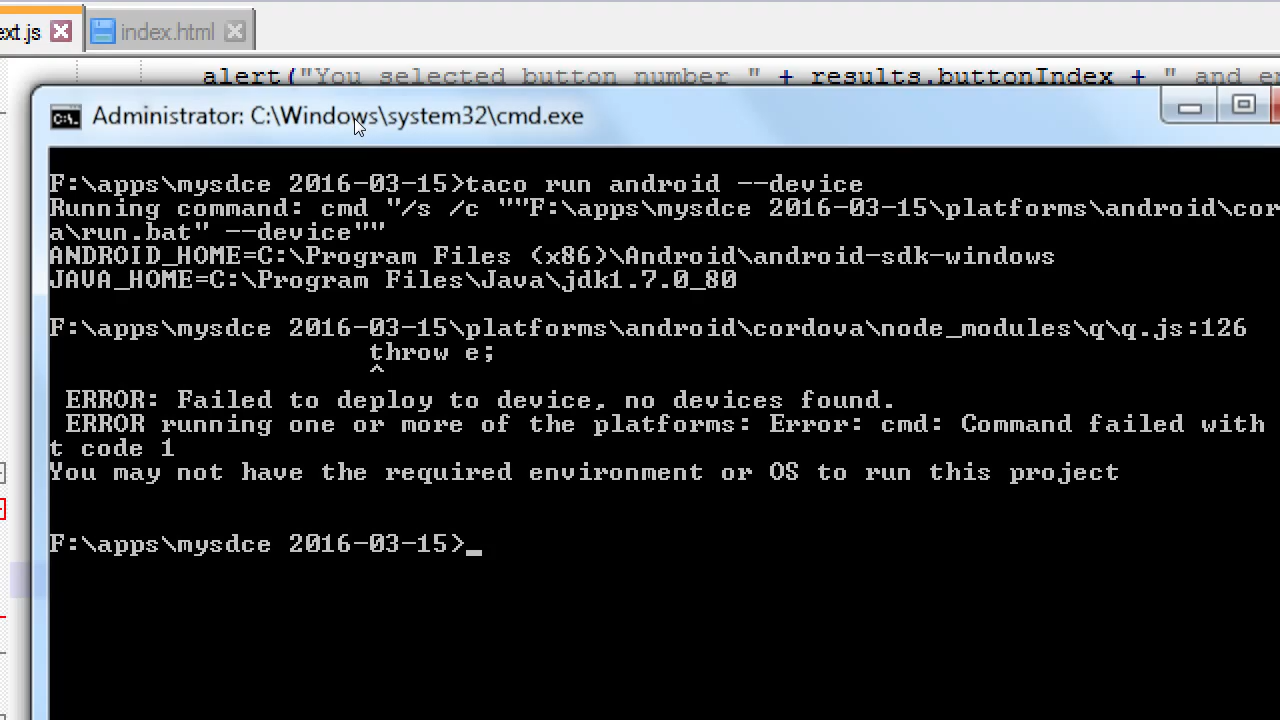 ext.js index.html
alert("You selected button number " + results.buttonIndex + " and en
Administrator: C:\Windows\system32\cmd.exe
F:\apps\mysdce 2016-03-15>taco run android --device
Running command: cmd "/s /c ""F:\apps\mysdce 2016-03-15\platforms\android\cor
a\run.bat" --device""
ANDROID_HOME=C:\Program Files (x86)\Android\android-sdk-windows
JAVA_HOME=C:\Program Files\Java\jdk1.7.0_80
F:\apps\mysdce 2016-03-15\platforms\android\cordova\node_modules\q\q.js:126
throw e;
^
ERROR: Failed to deploy to device, no devices found.
ERROR running one or more of the platforms: Error: cmd: Command failed with
t code 1
You may not have the required environment or OS to run this project
F:\apps\mysdce 2016-03-15>_